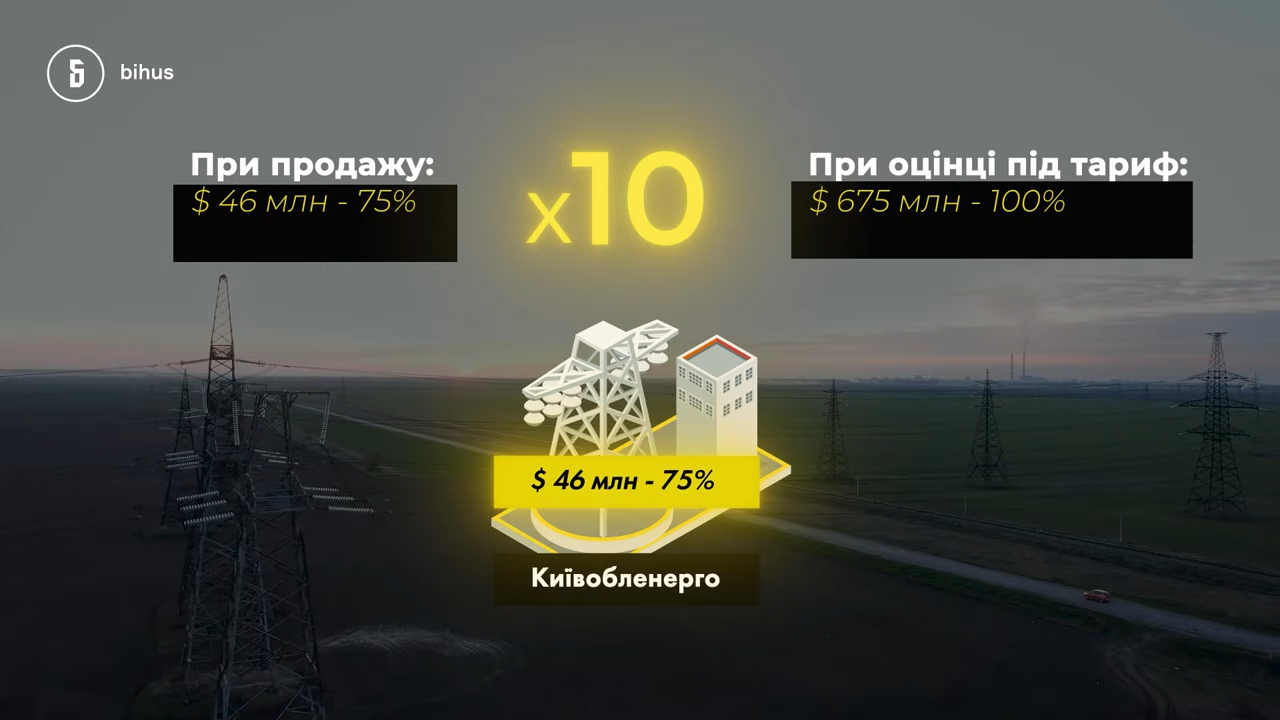 bihus
При продажу:
$ 46 млн - 75%
x10
При оцінці під тариф:
$ 675 млн - 100%
$ 46 млн - 75%
Київобленерго